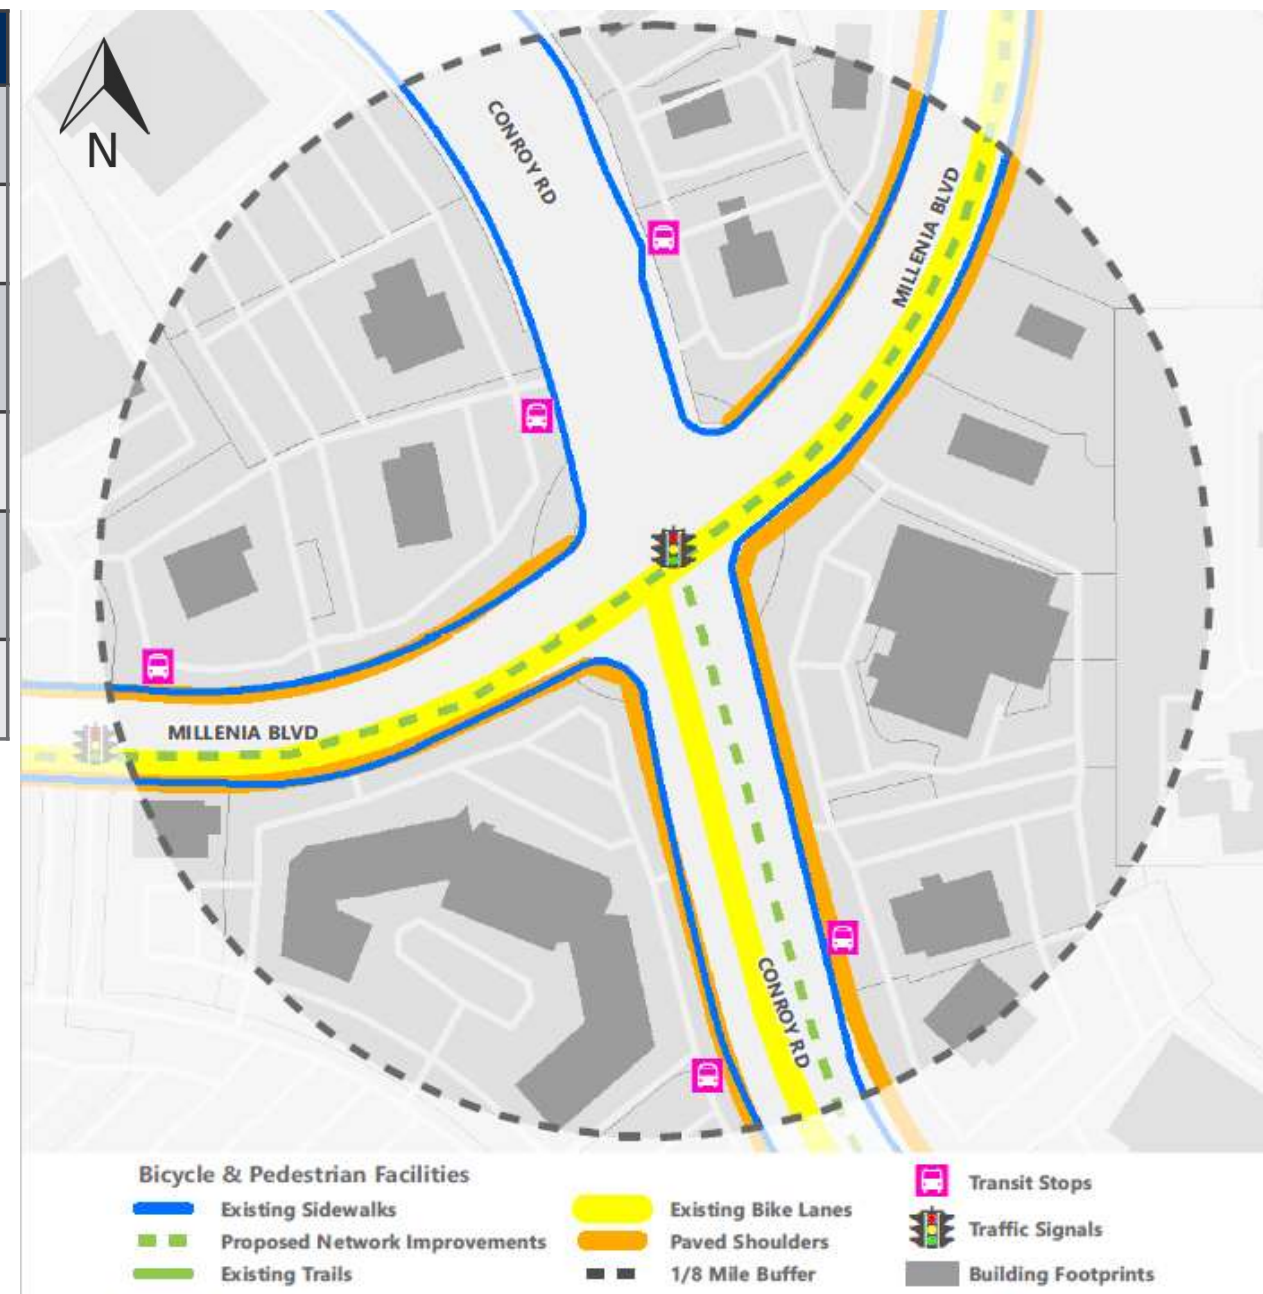 N
CONROY RD
MILLENIA BLVD
MILLENIA BLVD
CONROY RD
Bicycle & Pedestrian Facilities
Existing Sidewalks
Proposed Network Improvements
Existing Trails
Existing Bike Lanes
Paved Shoulders
1/8 Mile Buffer
Transit Stops
Traffic Signals
Building Footprints